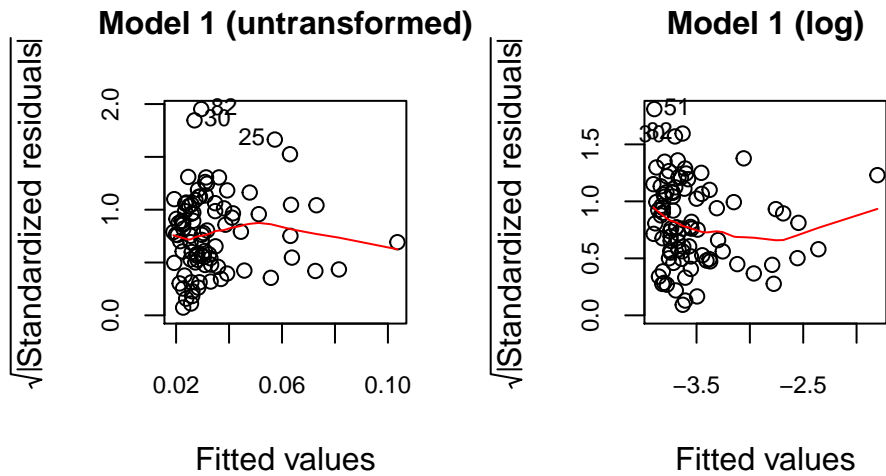 Model 1 (untransformed)
√|Standardized residuals|
0.0
1.0
2.0
82
30
25
0.02
0.06
0.10
Fitted values
Model 1 (log)
√|Standardized residuals|
0.0
0.5
1.0
1.5
51
−3.5
−2.5
Fitted values